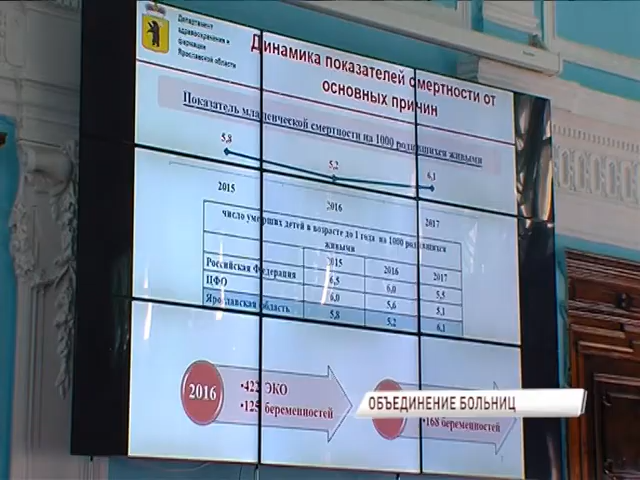 Департамент
здравоохранения и
фармации
Ярославской области
Динамика показателей смертности от
основных причин
Показатель младенческой смертности на 1000 родившихся живыми
5,8
5,2
6,1
2015
2016
2017
число умерших детей в возрасте до 1 года на 1000 родившихся
живыми
2015 2016 2017
Российская Федерация 6,5 6,0 5,5
ЦФО 6,0 5,6 5,1
Ярославская область 5,8 5,2 6,1
2016
•422 ЭКО
•125 беременностей
ОБЪЕДИНЕНИЕ БОЛЬНИЦ
•168 беременностей